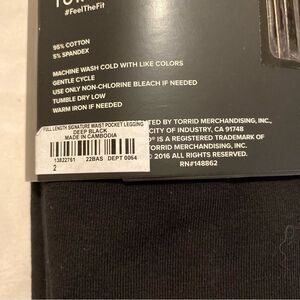 #FeelTheFit
95% COTTON
5% SPANDEX
MACHINE WASH COLD WITH LIKE COLORS
GENTLE CYCLE
USE ONLY NON-CHLORINE BLEACH IF NEEDED
TUMBLE DRY LOW
WARM IRON IF NEEDED
FULL LENGTH SIGNATURE WAIST POCKET LEGGING
DEEP BLACK
MADE IN CAMBODIA
13822761 22BAS DEPT 0064
2
BY TORRID MERCHANDISING, INC.,
CITY OF INDUSTRY, CA 91748
IS A REGISTERED TRADEMARK OF
TORRID MERCHANDISING, INC.
© 2016 ALL RIGHTS RESERVED.
RN#148862